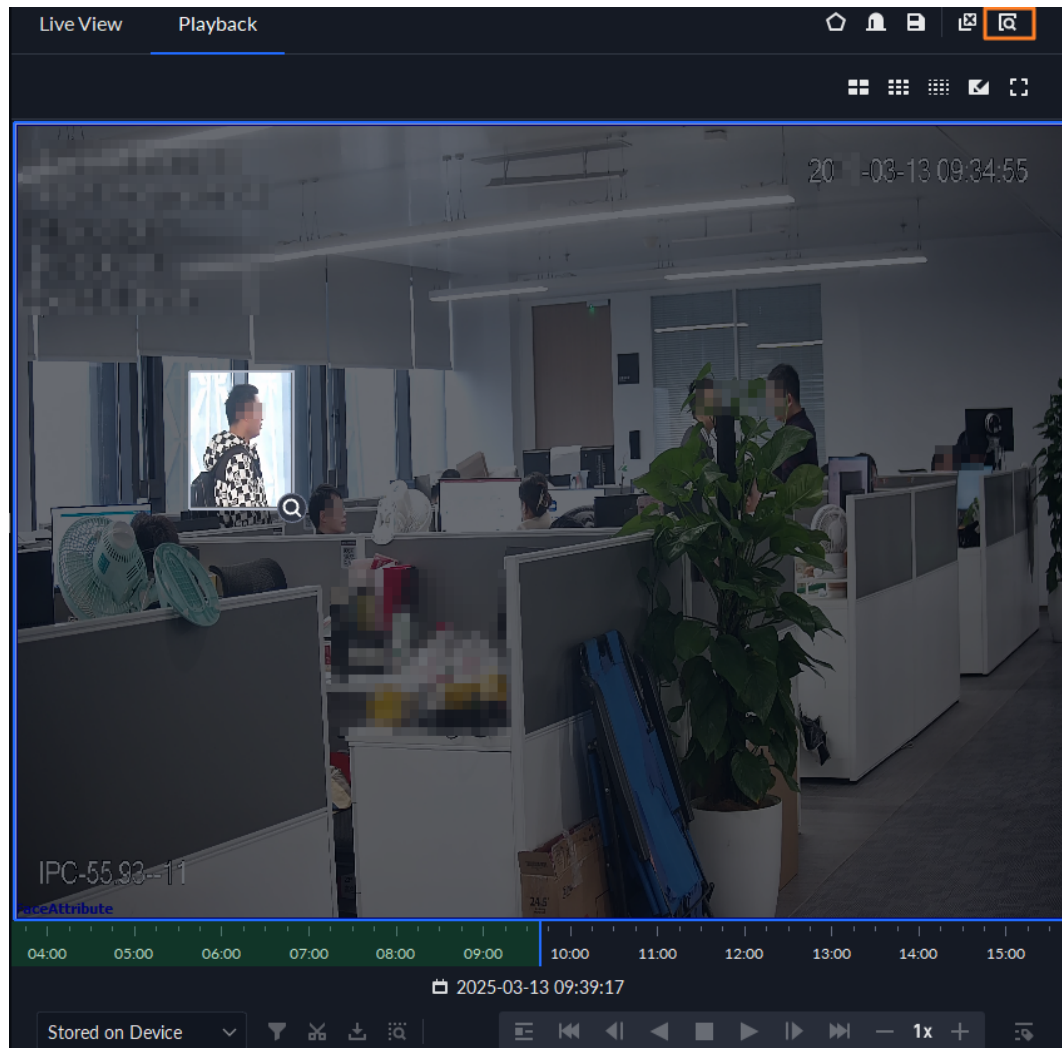 Live View Playback
20 -03-13 09:34:55
IPC-55.93--11
FaceAttribute
04:00 05:00 06:00 07:00 08:00 09:00 10:00 11:00 12:00 13:00 14:00 15:00
2025-03-13 09:39:17
Stored on Device 1x